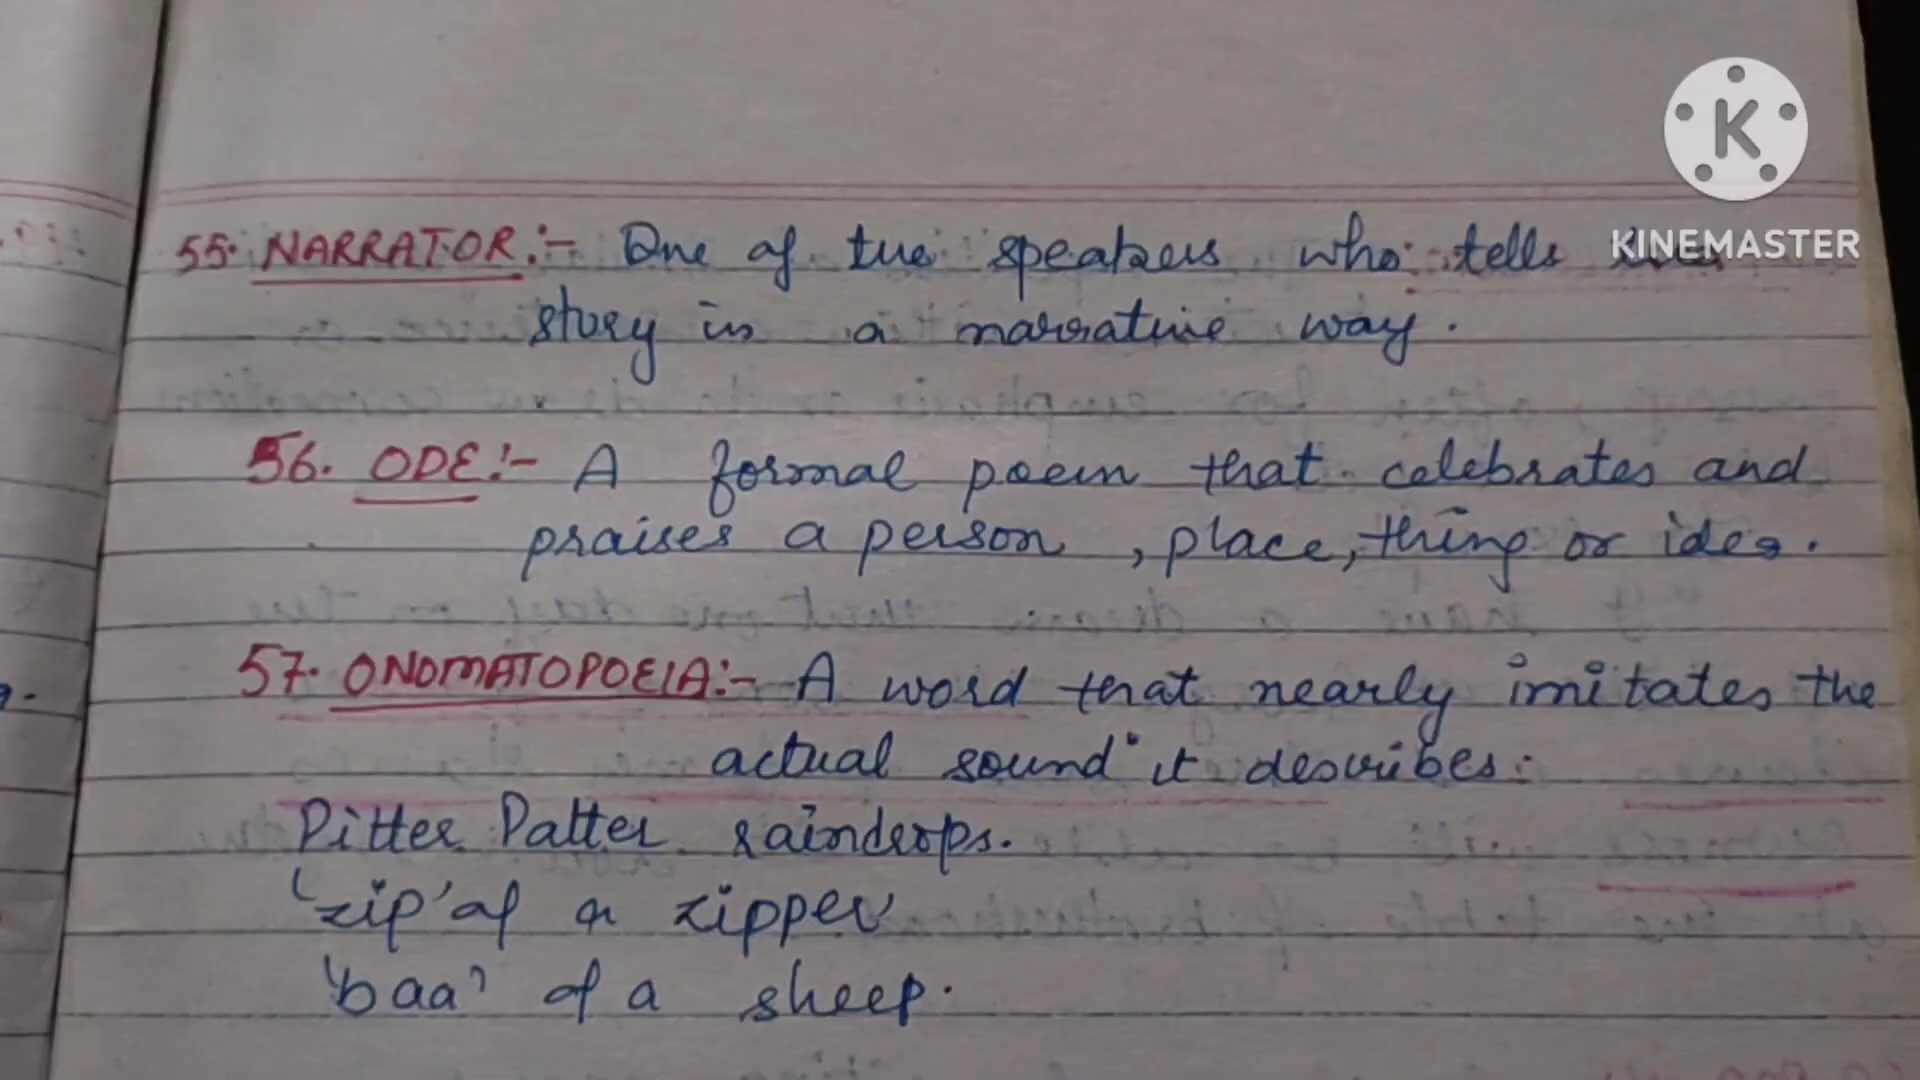 55. NARRATOR:- One of the speakers who tells the
story in a narrative way.
56. ODE:- A formal poem that celebrates and
praises a person, place, thing or idea.
57. ONOMATOPOEIA:- A word that nearly imitates the
actual sound it describes.
Pitter Patter raindrops.
'zip' of a zipper
'baa' of a sheep.
K
KINEMASTER